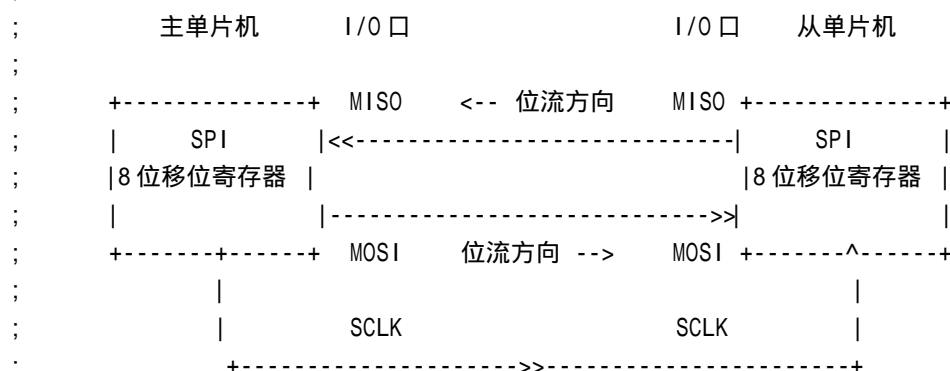 ;          主单片机      I/O 口                  I/O 口    从单片机
;
;      +--------------+  MISO   <-- 位流方向    MISO +--------------+
;      |     SPI      |<<-----------------------------|     SPI      |
;      |8 位移位寄存器 |                               |8 位移位寄存器 |
;      |              |----------------------------->>|              |
;      +-------+------+  MOSI    位流方向 -->   MOSI +-------^------+
;              |                                             |
;              |         SCLK                   SCLK         |
;              +---------------------->>-----------------------+